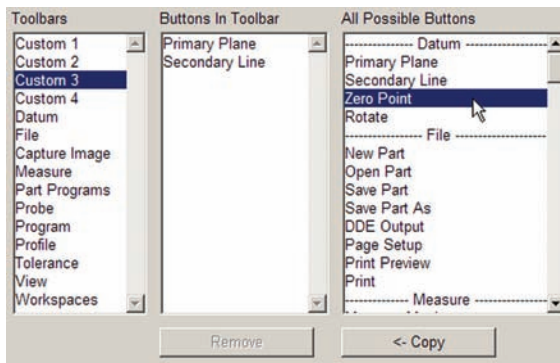 Toolbars
Custom 1
Custom 2
Custom 3
Custom 4
Datum
File
Capture Image
Measure
Part Programs
Probe
Program
Profile
Tolerance
View
Workspaces
Buttons In Toolbar
Primary Plane
Secondary Line
Remove
All Possible Buttons
---------------- Datum ------------------
Primary Plane
Secondary Line
Zero Point
Rotate
------------------ File --------------------
New Part
Open Part
Save Part
Save Part As
DDE Output
Page Setup
Print Preview
Print
--------------- Measure ----------------
<- Copy